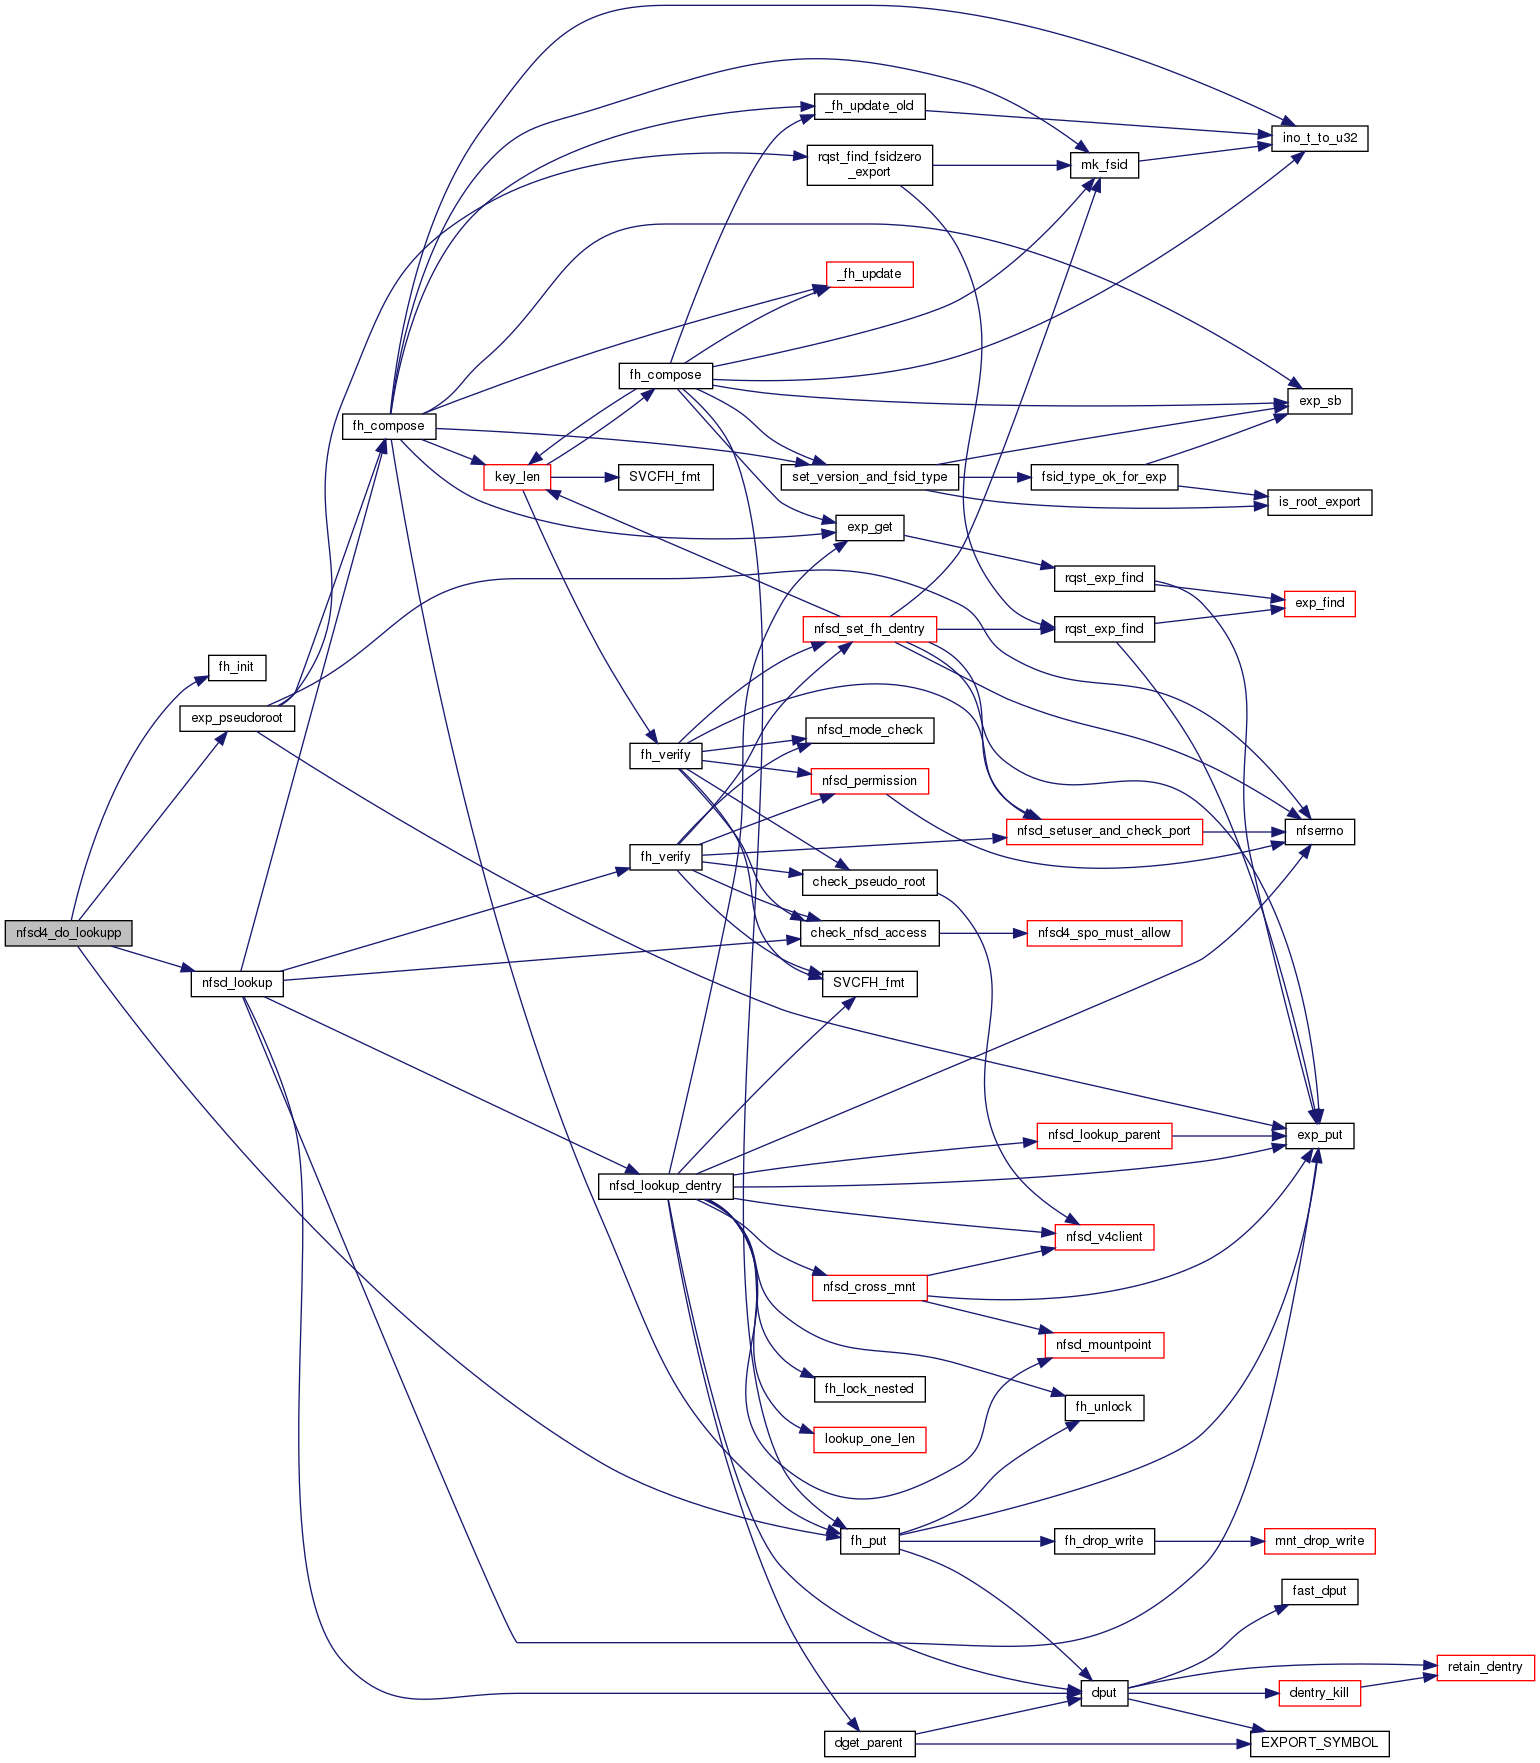 _fh_update_old
ino_t_to_u32
rqst_find_fsidzero
_export
mk_fsid
_fh_update
fh_compose
exp_sb
fh_compose
key_len
SVCFH_fmt
set_version_and_fsid_type
fsid_type_ok_for_exp
is_root_export
exp_get
rqst_exp_find
exp_find
nfsd_set_fh_dentry
rqst_exp_find
fh_init
exp_pseudoroot
nfsd_mode_check
fh_verify
nfsd_permission
nfsd_setuser_and_check_port
nfserrno
fh_verify
check_pseudo_root
nfsd4_do_lookupp
check_nfsd_access
nfsd4_spo_must_allow
nfsd_lookup
SVCFH_fmt
nfsd_lookup_parent
exp_put
nfsd_lookup_dentry
nfsd_v4client
nfsd_cross_mnt
nfsd_mountpoint
fh_lock_nested
fh_unlock
lookup_one_len
fh_put
fh_drop_write
mnt_drop_write
fast_dput
retain_dentry
dput
dentry_kill
dget_parent
EXPORT_SYMBOL